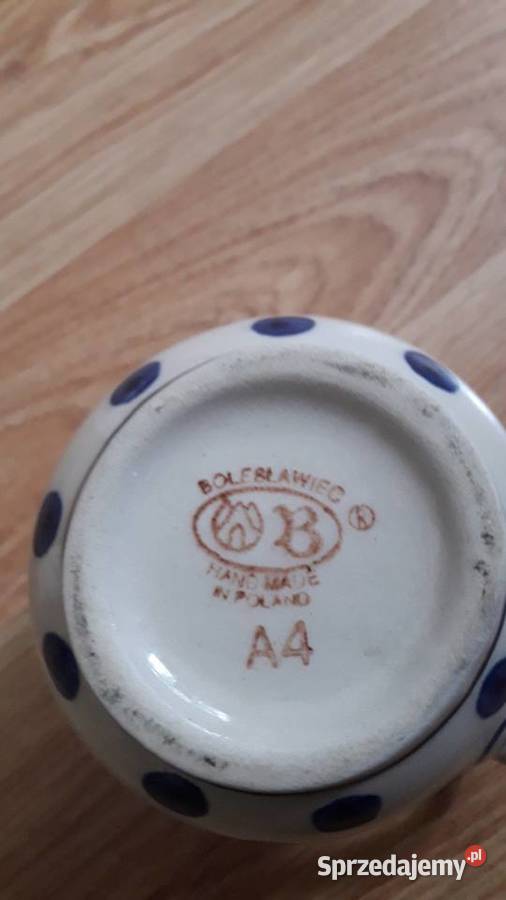 BOLESŁAWIEC
B ®
HAND MADE
IN POLAND
A4
Sprzedajemy.pl